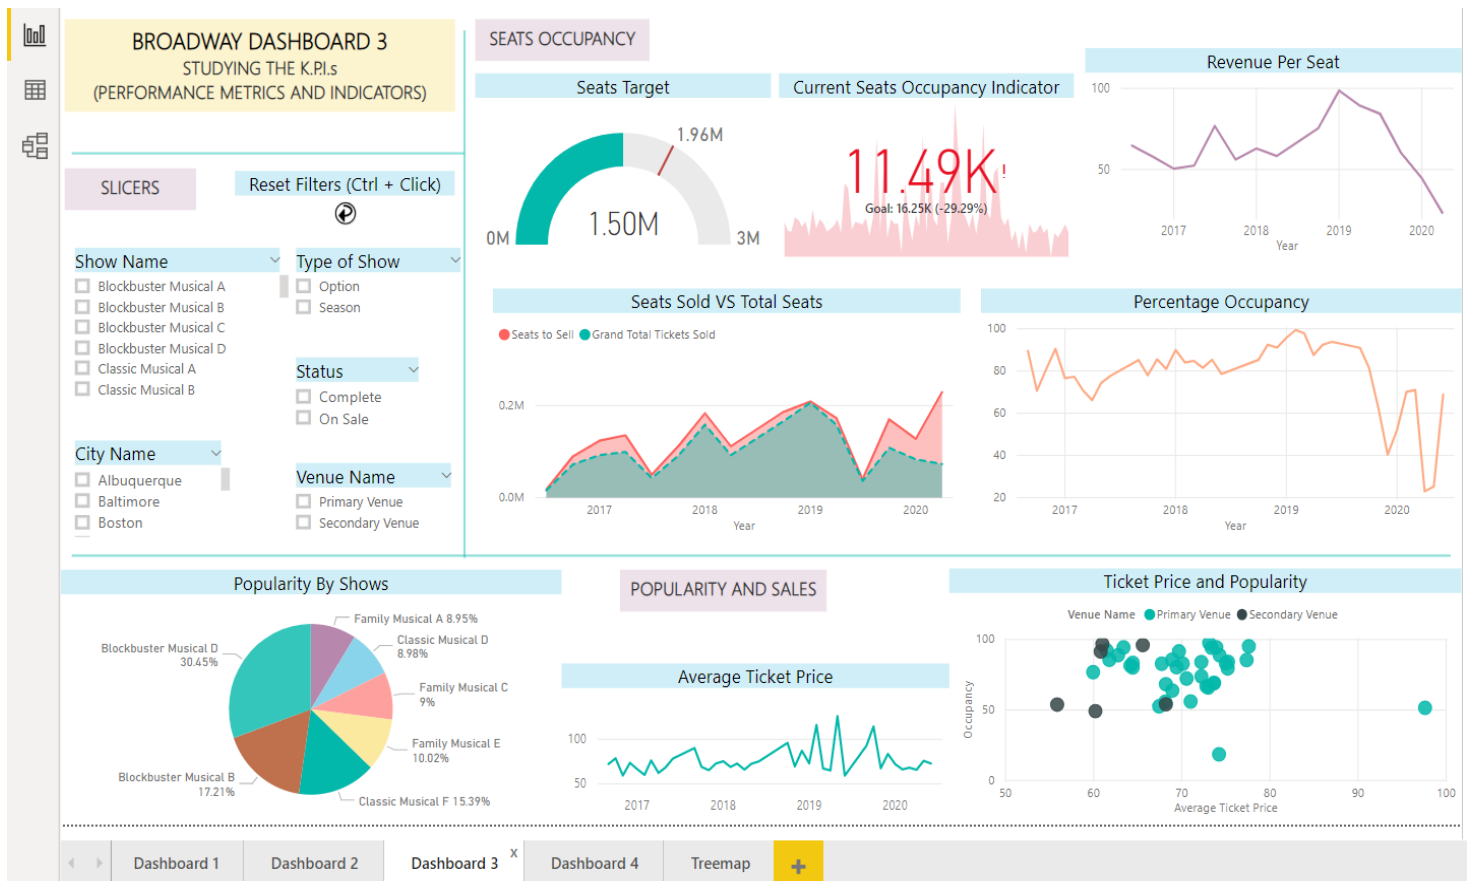 BROADWAY DASHBOARD 3
STUDYING THE K.P.I.s
(PERFORMANCE METRICS AND INDICATORS)
SLICERS
Reset Filters (Ctrl + Click)
Show Name
Blockbuster Musical A
Blockbuster Musical B
Blockbuster Musical C
Blockbuster Musical D
Classic Musical A
Classic Musical B
Type of Show
Option
Season
Status
Complete
On Sale
City Name
Albuquerque
Baltimore
Boston
Venue Name
Primary Venue
Secondary Venue
SEATS OCCUPANCY
Seats Target
1.96M
1.50M
0M
3M
Current Seats Occupancy Indicator
11.49K!
Goal: 16.25K (-29.29%)
Revenue Per Seat
100
50
2017 2018 2019 2020
Year
Seats Sold VS Total Seats
Seats to Sell Grand Total Tickets Sold
0.2M
0.0M
2017 2018 2019 2020
Year
Percentage Occupancy
100
80
60
40
20
2017 2018 2019 2020
Year
Popularity By Shows
Family Musical A 8.95%
Classic Musical D
8.98%
Family Musical C
9%
Family Musical E
10.02%
Classic Musical F 15.39%
Blockbuster Musical B
17.21%
Blockbuster Musical D
30.45%
POPULARITY AND SALES
Average Ticket Price
100
50
2017 2018 2019 2020
Ticket Price and Popularity
Venue Name Primary Venue Secondary Venue
Occupancy
100
50
0
50 60 70 80 90 100
Average Ticket Price
Dashboard 1 Dashboard 2 Dashboard 3 x Dashboard 4 Treemap +